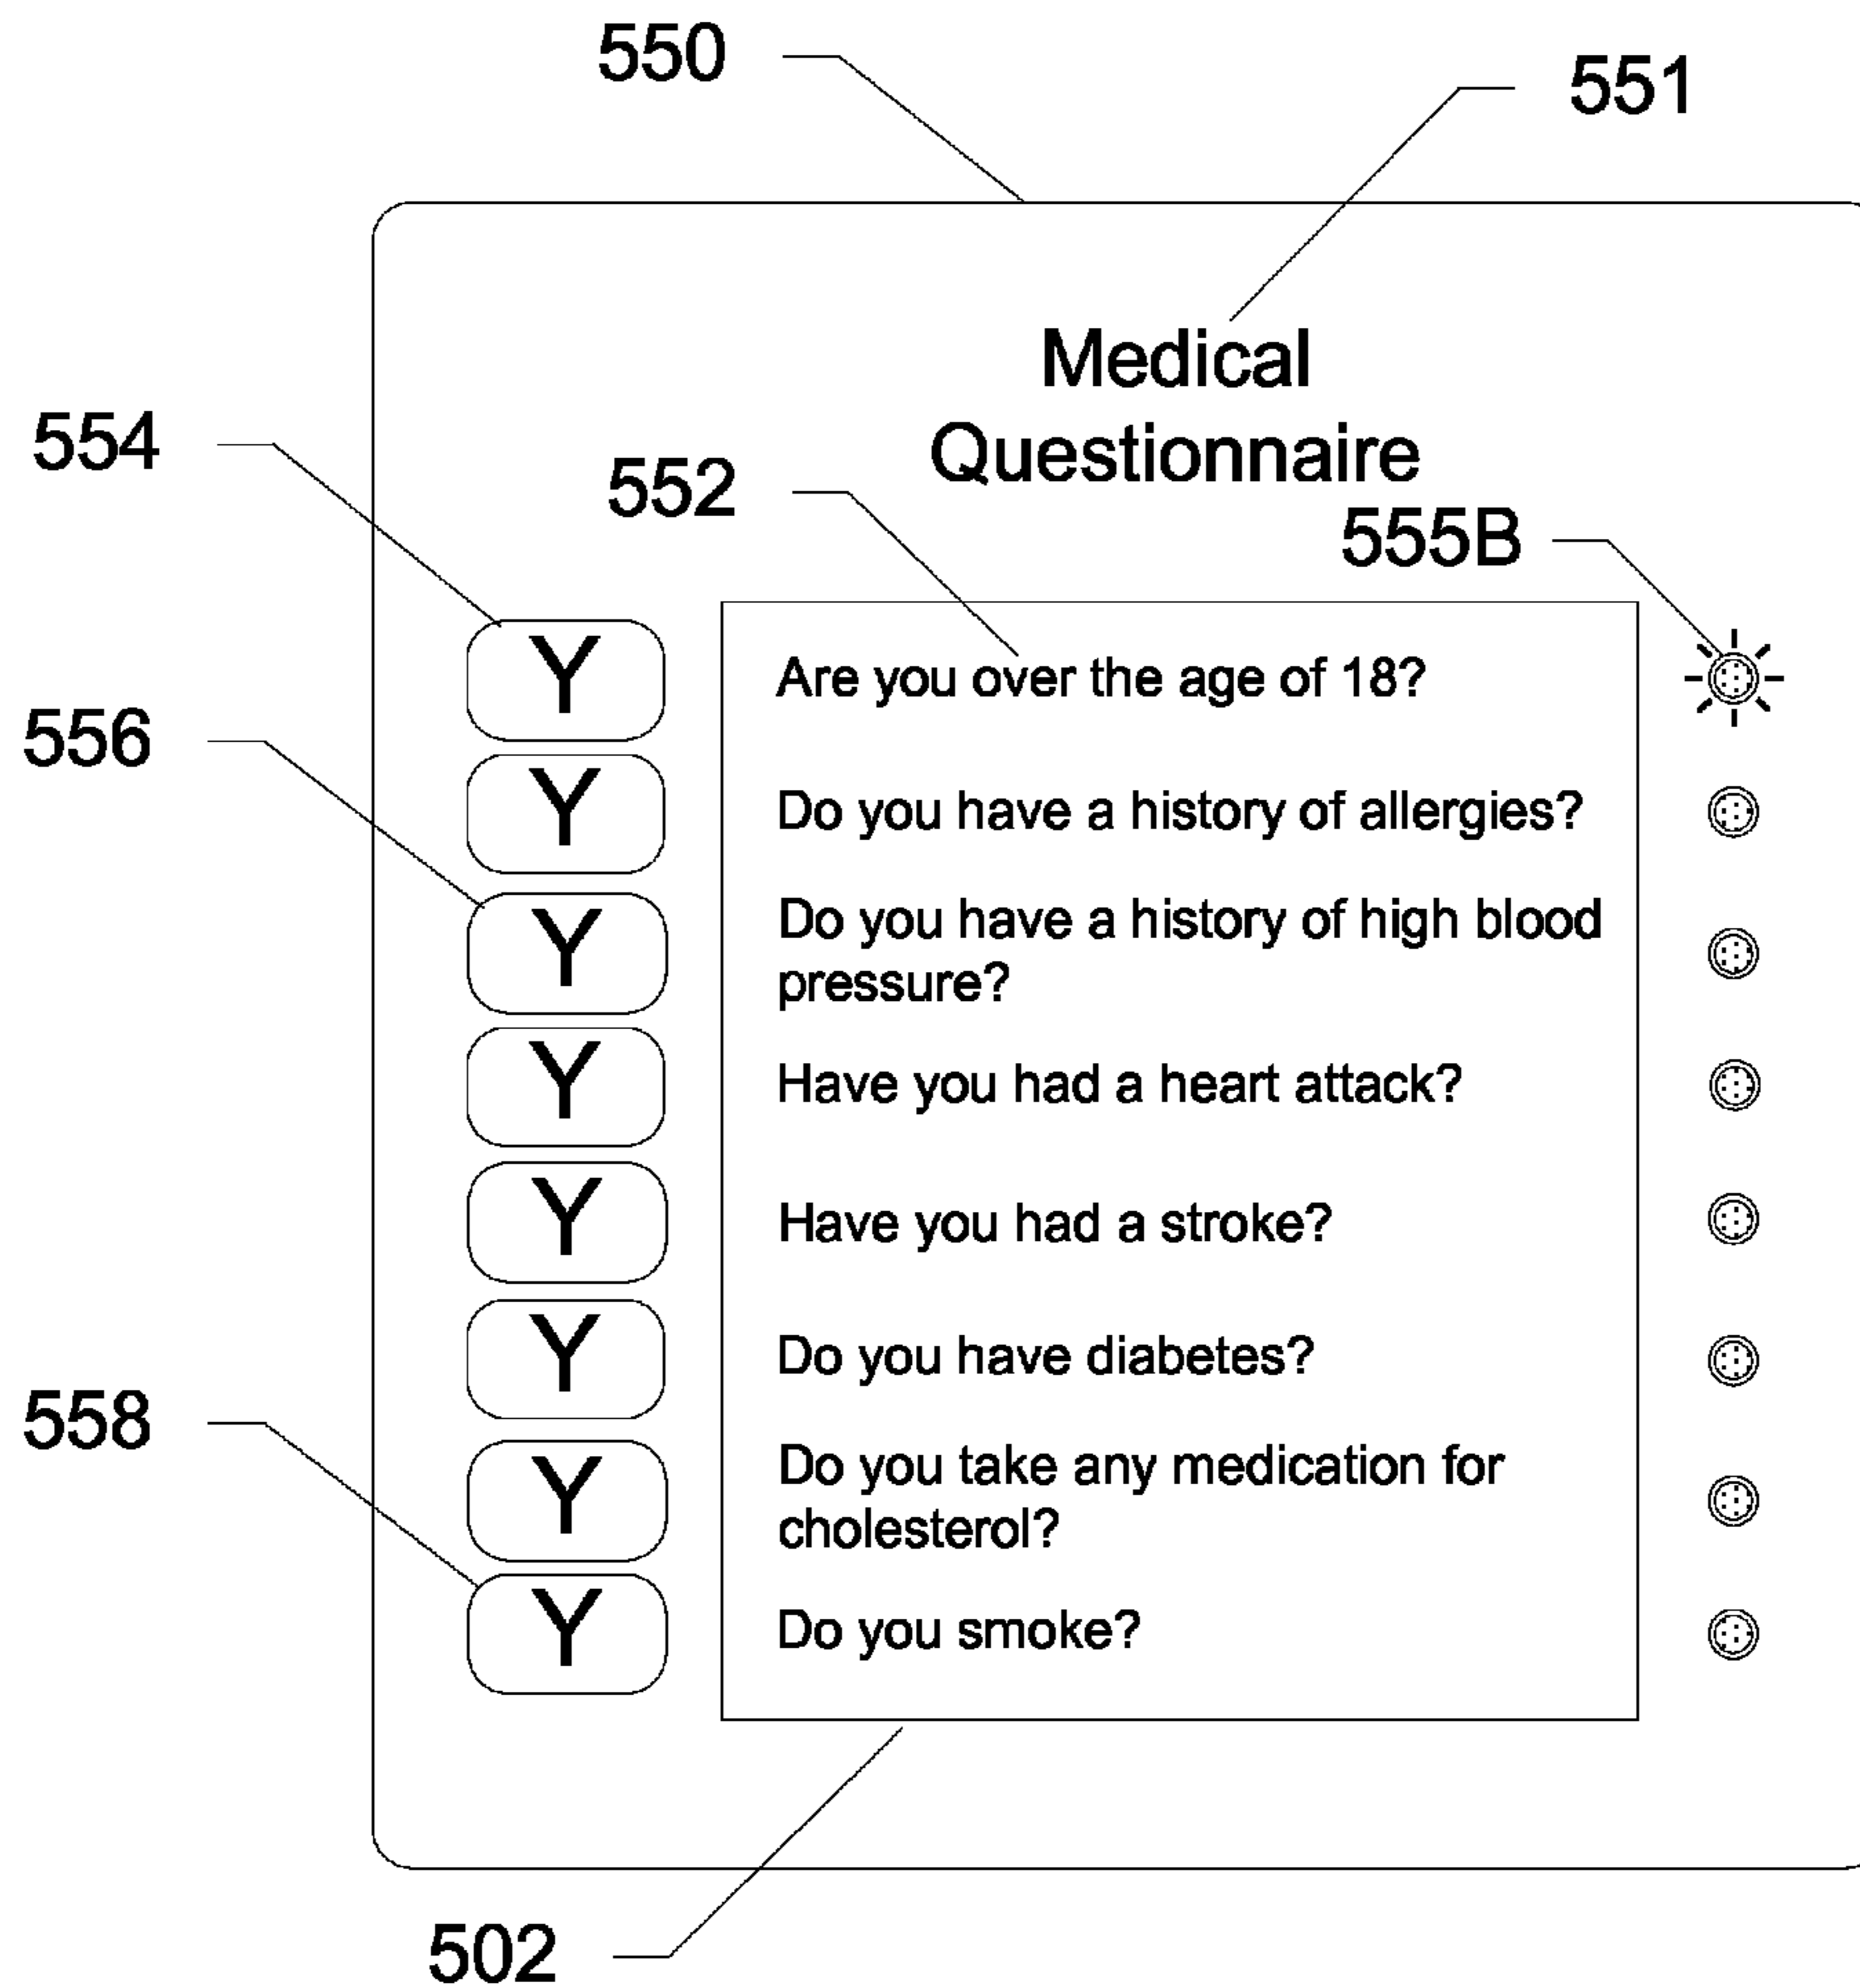 550
551
Medical
Questionnaire
554
552
555B
Y Are you over the age of 18?
556
Y Do you have a history of allergies?
Y Do you have a history of high blood
pressure?
Y Have you had a heart attack?
Y Have you had a stroke?
Y Do you have diabetes?
558
Y Do you take any medication for
cholesterol?
Y Do you smoke?
502